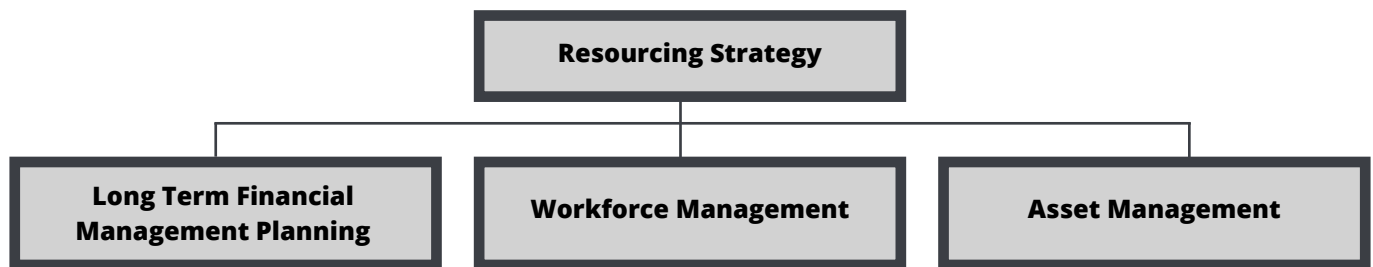 Resourcing Strategy
Long Term Financial
Management Planning
Workforce Management
Asset Management